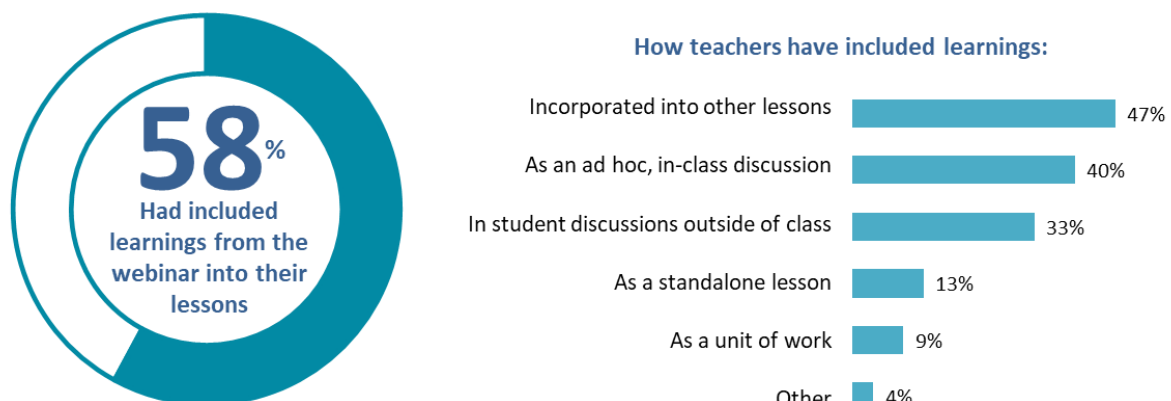 58%
Had included
learnings from the
webinar into their
lessons
How teachers have included learnings:
Incorporated into other lessons 47%
As an ad hoc, in-class discussion 40%
In student discussions outside of class 33%
As a standalone lesson 13%
As a unit of work 9%
Other 4%